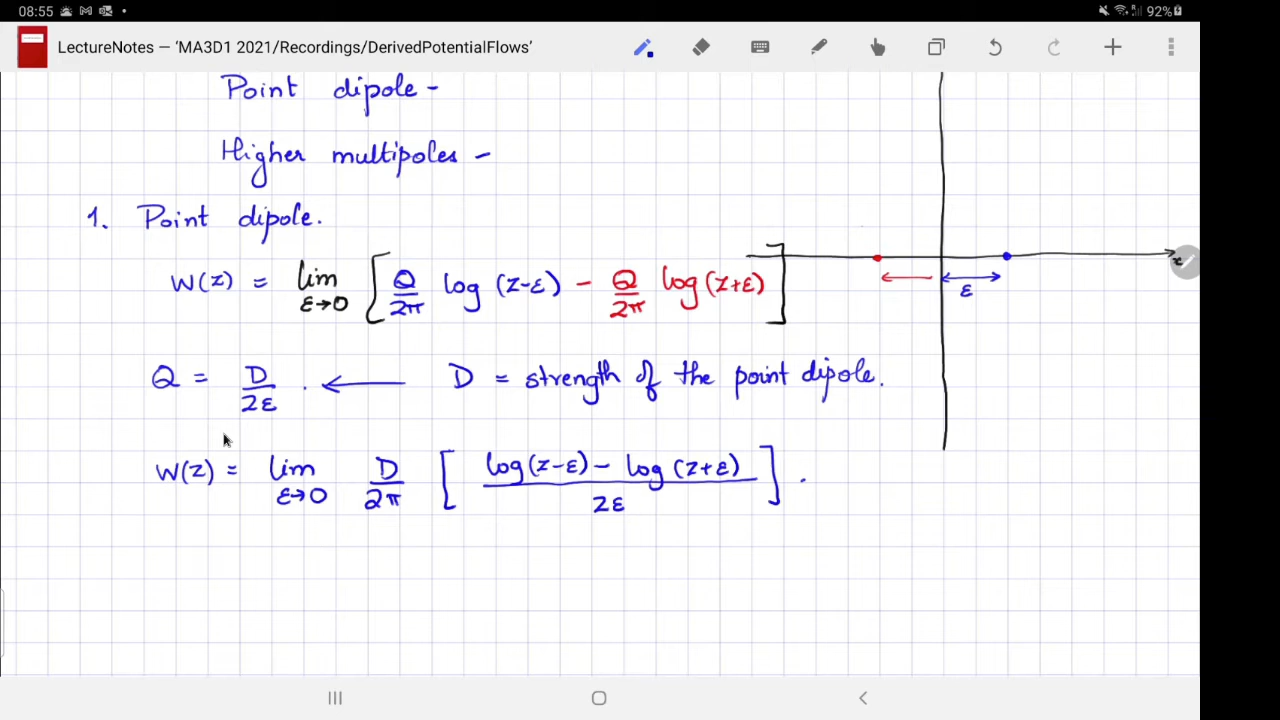 08:55
92%
LectureNotes — 'MA3D1 2021/Recordings/DerivedPotentialFlows'
Point dipole -
Higher multipoles -
1. Point dipole.
W(z) = lim ε→0 [ Q/2π log (z-ε) - Q/2π log (z+ε) ]
x
ε
Q = D/2ε . ← D = strength of the point dipole.
W(z) = lim ε→0 D/2π [ log(z-ε) - log(z+ε) / 2ε ] .